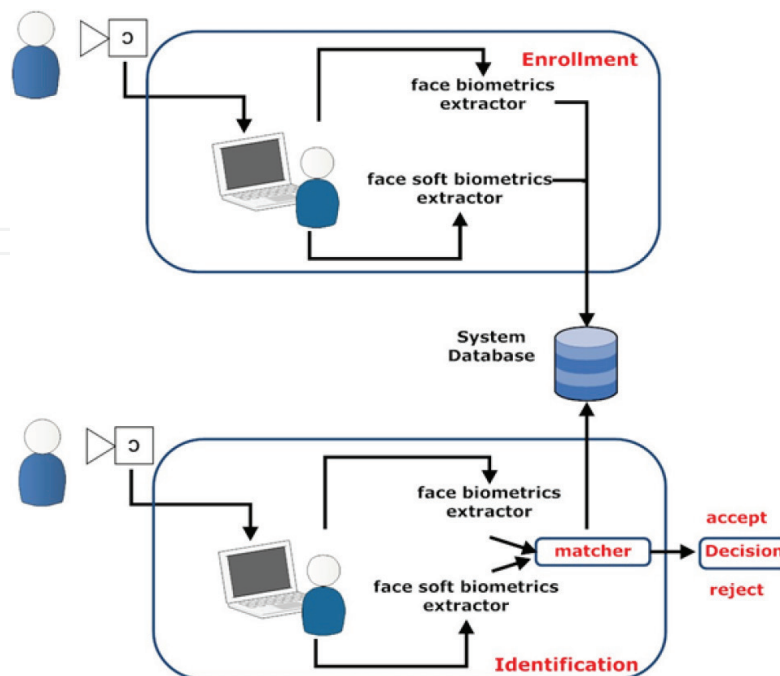 Enrollment
face biometrics
extractor
face soft biometrics
extractor
System
Database
face biometrics
extractor
matcher
face soft biometrics
extractor
accept
Decision
reject
Identification